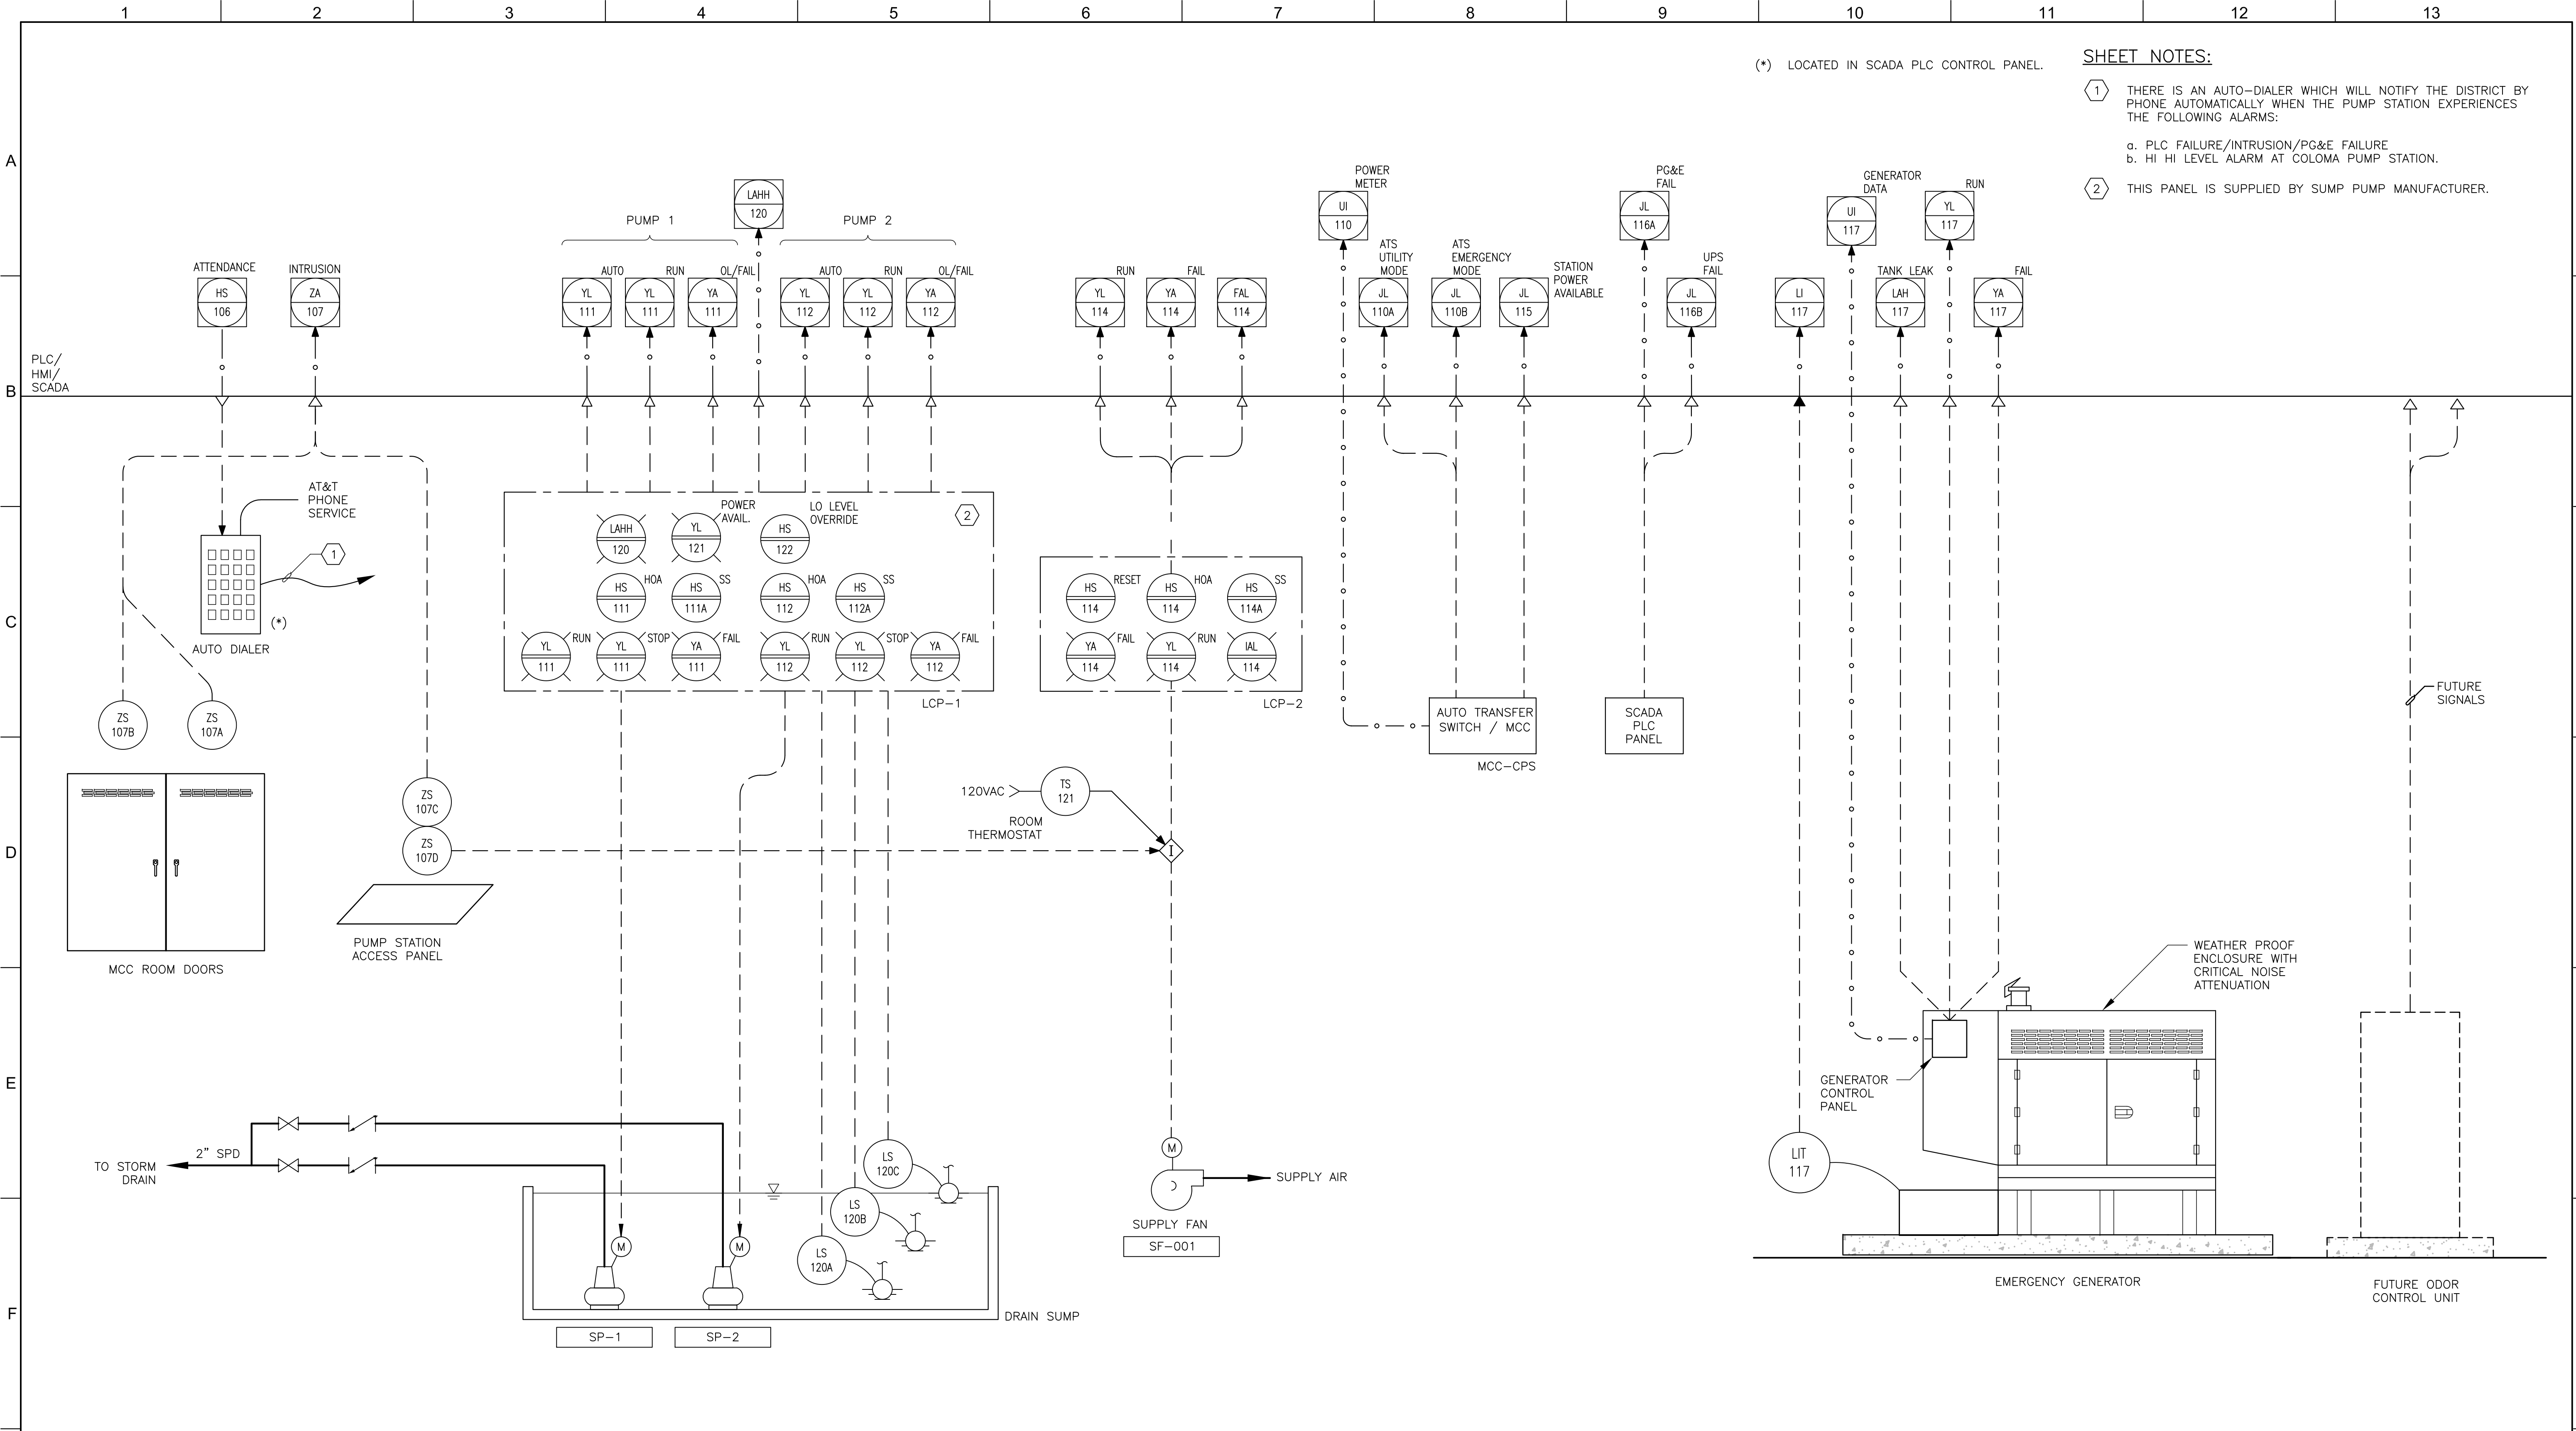 1 2 3 4 5 6 7 8 9 10 11 12 13
A
B
C
D
E
F
(*) LOCATED IN SCADA PLC CONTROL PANEL.
SHEET NOTES:
1 THERE IS AN AUTO-DIALER WHICH WILL NOTIFY THE DISTRICT BY
PHONE AUTOMATICALLY WHEN THE PUMP STATION EXPERIENCES
THE FOLLOWING ALARMS:
a. PLC FAILURE/INTRUSION/PG&E FAILURE
b. HI HI LEVEL ALARM AT COLOMA PUMP STATION.
2 THIS PANEL IS SUPPLIED BY SUMP PUMP MANUFACTURER.
PLC/
HMI/
SCADA
ATTENDANCE
HS
106
INTRUSION
ZA
107
PUMP 1
AUTO
YL
111
RUN
YL
111
OL/FAIL
YA
111
LAHH
120
PUMP 2
AUTO
YL
112
RUN
YL
112
OL/FAIL
YA
112
RUN
YL
114
FAIL
YA
114
FAL
114
POWER
METER
UI
110
ATS
UTILITY
MODE
JL
110A
ATS
EMERGENCY
MODE
JL
110B
STATION
POWER
AVAILABLE
JL
115
PG&E
FAIL
JL
116A
UPS
FAIL
JL
116B
LI
117
GENERATOR
DATA
UI
117
TANK LEAK
LAH
117
RUN
YL
117
FAIL
YA
117
AT&T
PHONE
SERVICE
1
(*)
AUTO DIALER
ZS
107B
ZS
107A
MCC ROOM DOORS
ZS
107C
ZS
107D
PUMP STATION
ACCESS PANEL
LAHH
120
POWER
AVAIL.
YL
121
LO LEVEL
OVERRIDE
HS
122
2
HOA
HS
111
SS
HS
111A
HOA
HS
112
SS
HS
112A
RUN
YL
111
STOP
YL
111
FAIL
YA
111
RUN
YL
112
STOP
YL
112
FAIL
YA
112
LCP-1
RESET
HS
114
HOA
HS
114
SS
HS
114A
FAIL
YA
114
RUN
YL
114
IAL
114
LCP-2
120VAC
TS
121
ROOM
THERMOSTAT
I
AUTO TRANSFER
SWITCH / MCC
MCC-CPS
SCADA
PLC
PANEL
FUTURE
SIGNALS
WEATHER PROOF
ENCLOSURE WITH
CRITICAL NOISE
ATTENUATION
GENERATOR
CONTROL
PANEL
LIT
117
EMERGENCY GENERATOR
FUTURE ODOR
CONTROL UNIT
TO STORM
DRAIN
2" SPD
M
M
LS
120C
LS
120B
LS
120A
DRAIN SUMP
SP-1
SP-2
M
SUPPLY AIR
SUPPLY FAN
SF-001